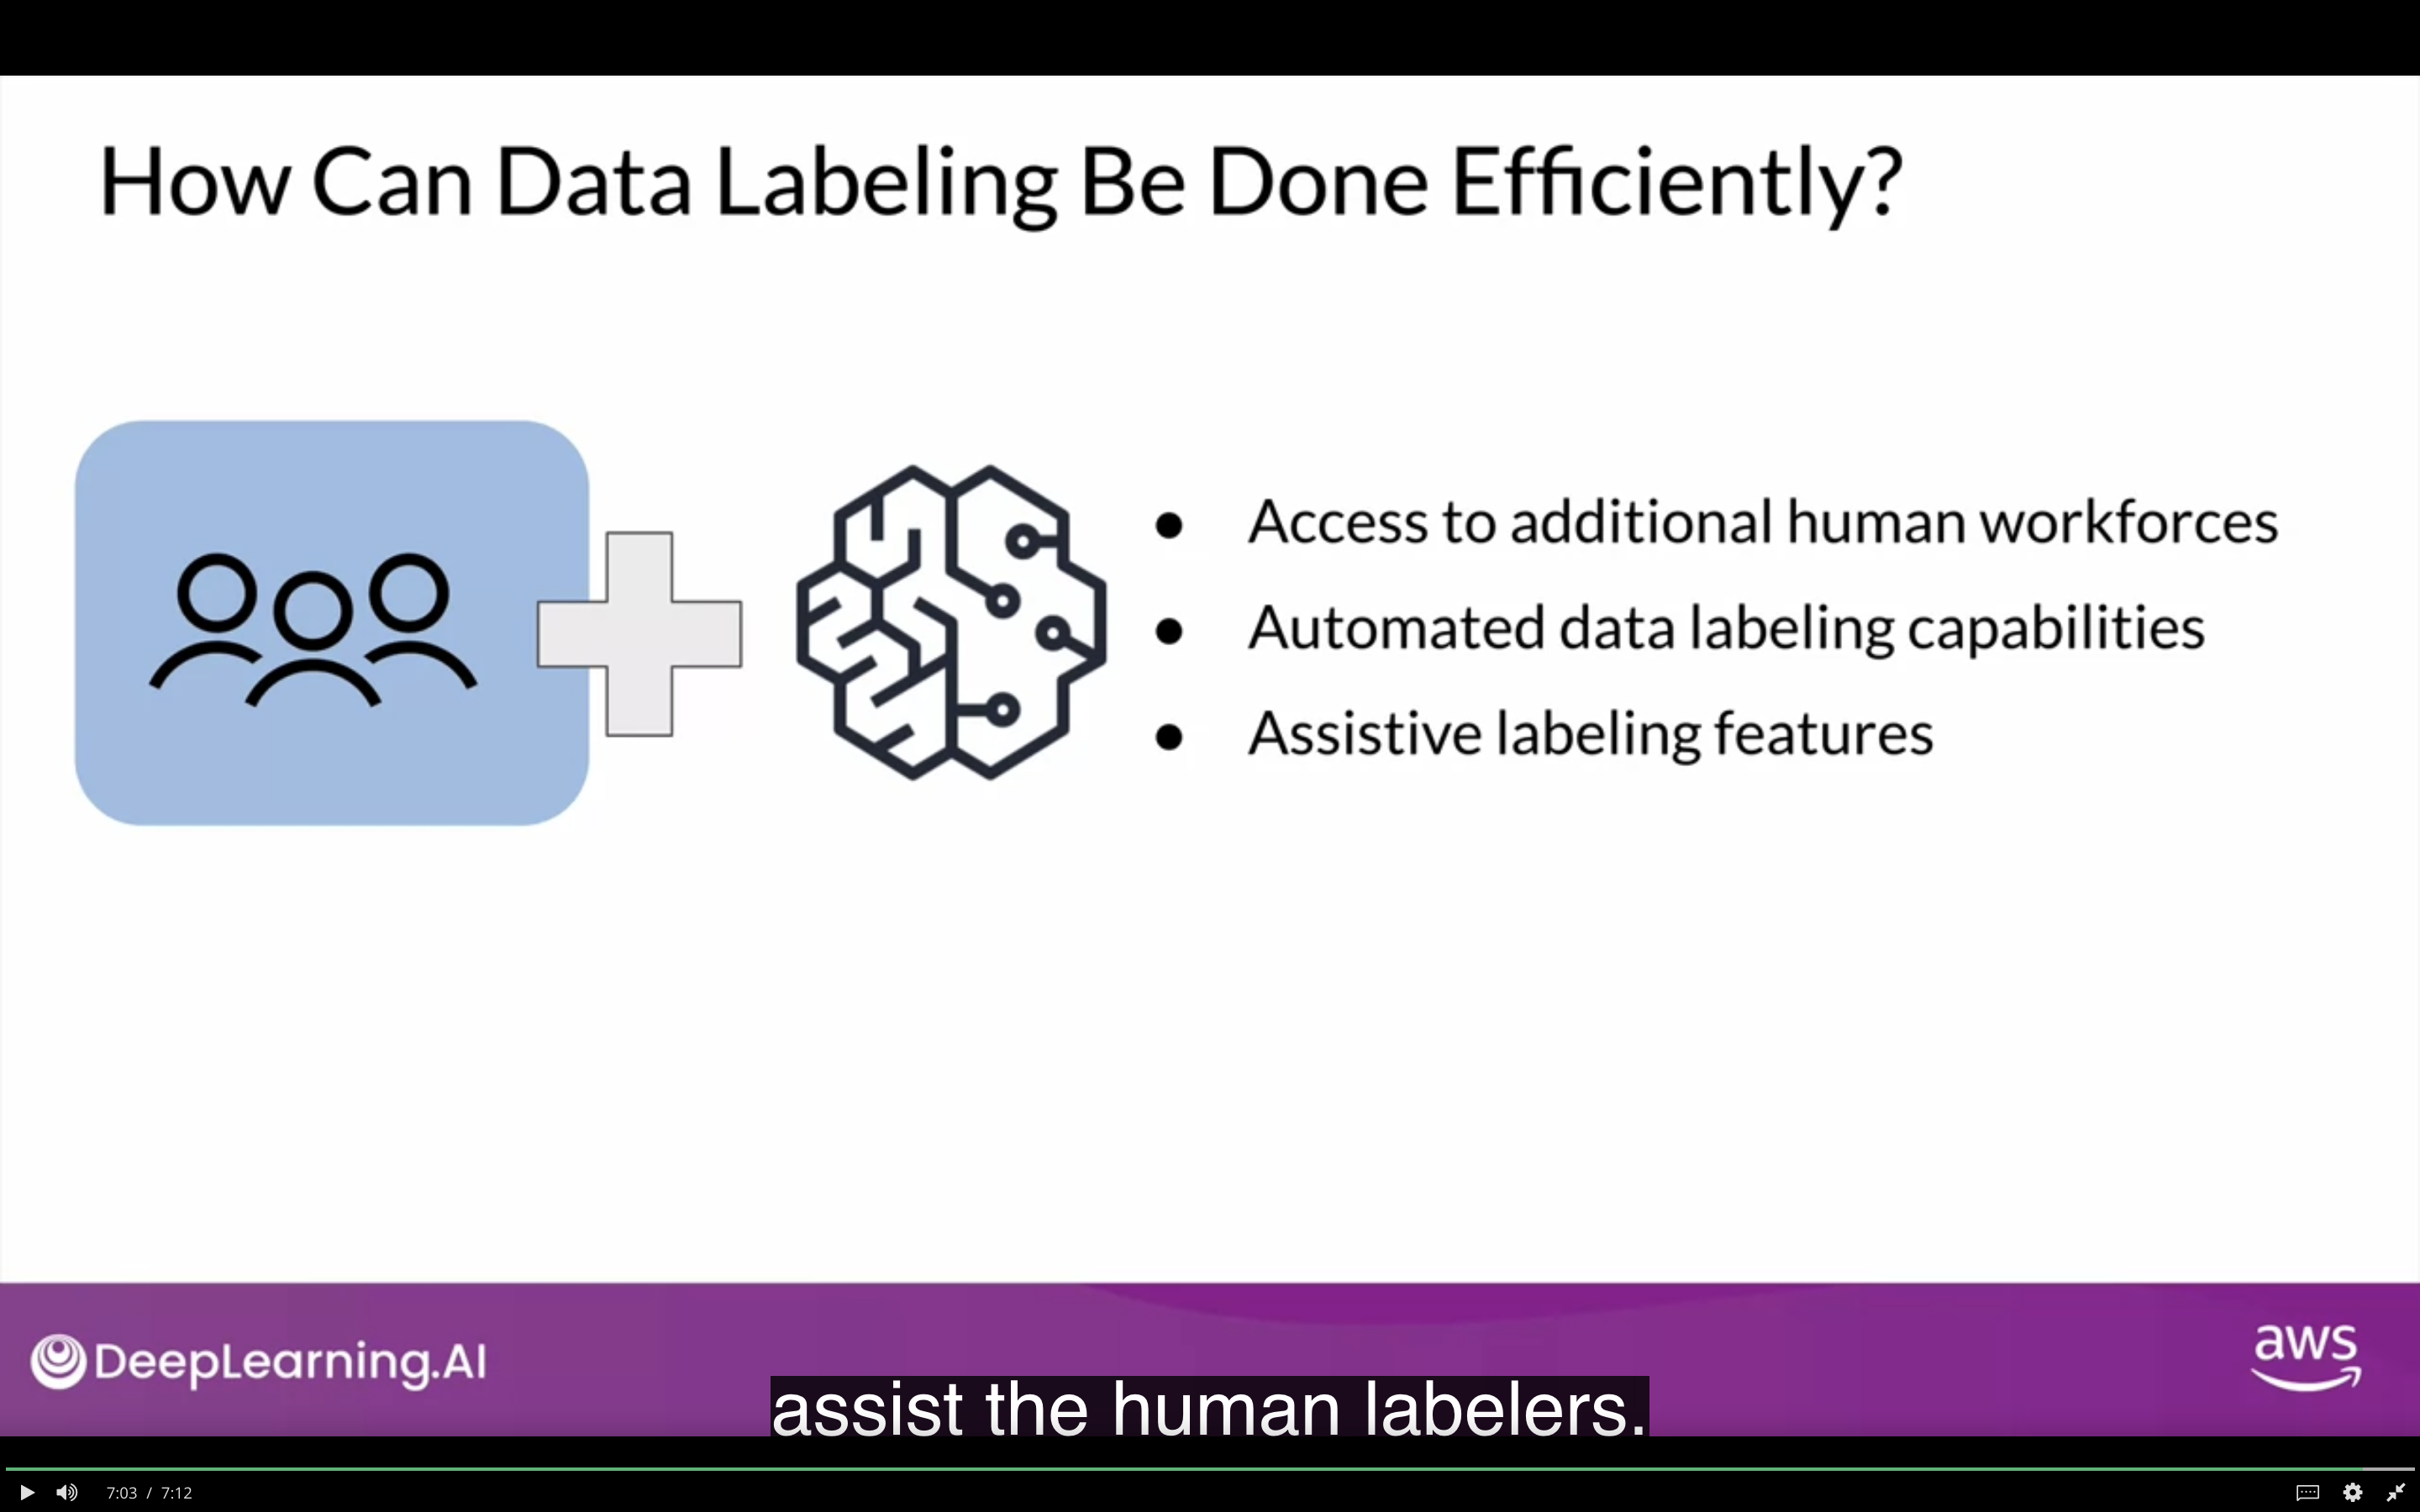 How Can Data Labeling Be Done Efficiently?
● Access to additional human workforces
● Automated data labeling capabilities
● Assistive labeling features
DeepLearning.AI
aws
assist the human labelers.
7:03 / 7:12